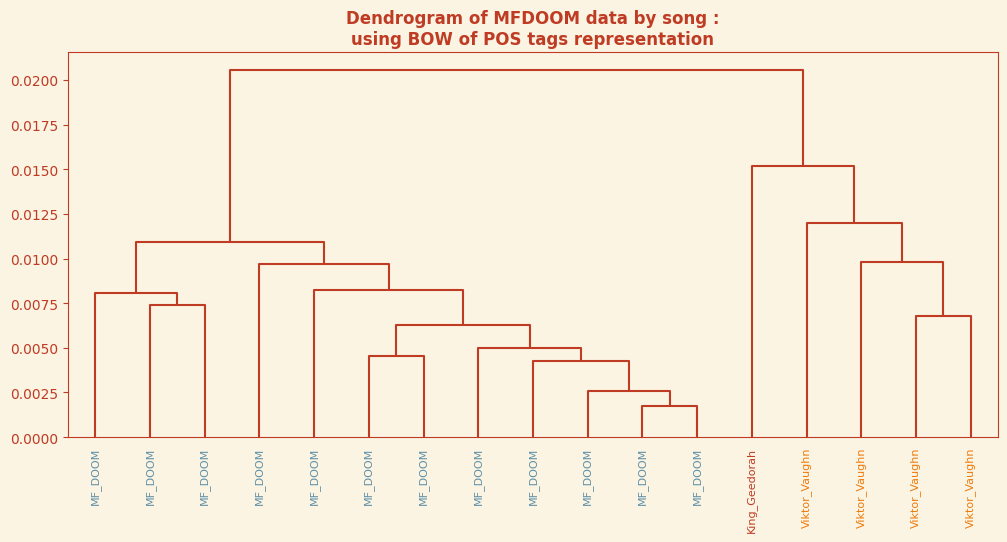 Dendrogram of MFDOOM data by song :
using BOW of POS tags representation
0.0200
0.0175
0.0150
0.0125
0.0100
0.0075
0.0050
0.0025
0.0000
MF_DOOM
MF_DOOM
MF_DOOM
MF_DOOM
MF_DOOM
MF_DOOM
MF_DOOM
MF_DOOM
MF_DOOM
MF_DOOM
MF_DOOM
MF_DOOM
King_Geedorah
Viktor_Vaughn
Viktor_Vaughn
Viktor_Vaughn
Viktor_Vaughn